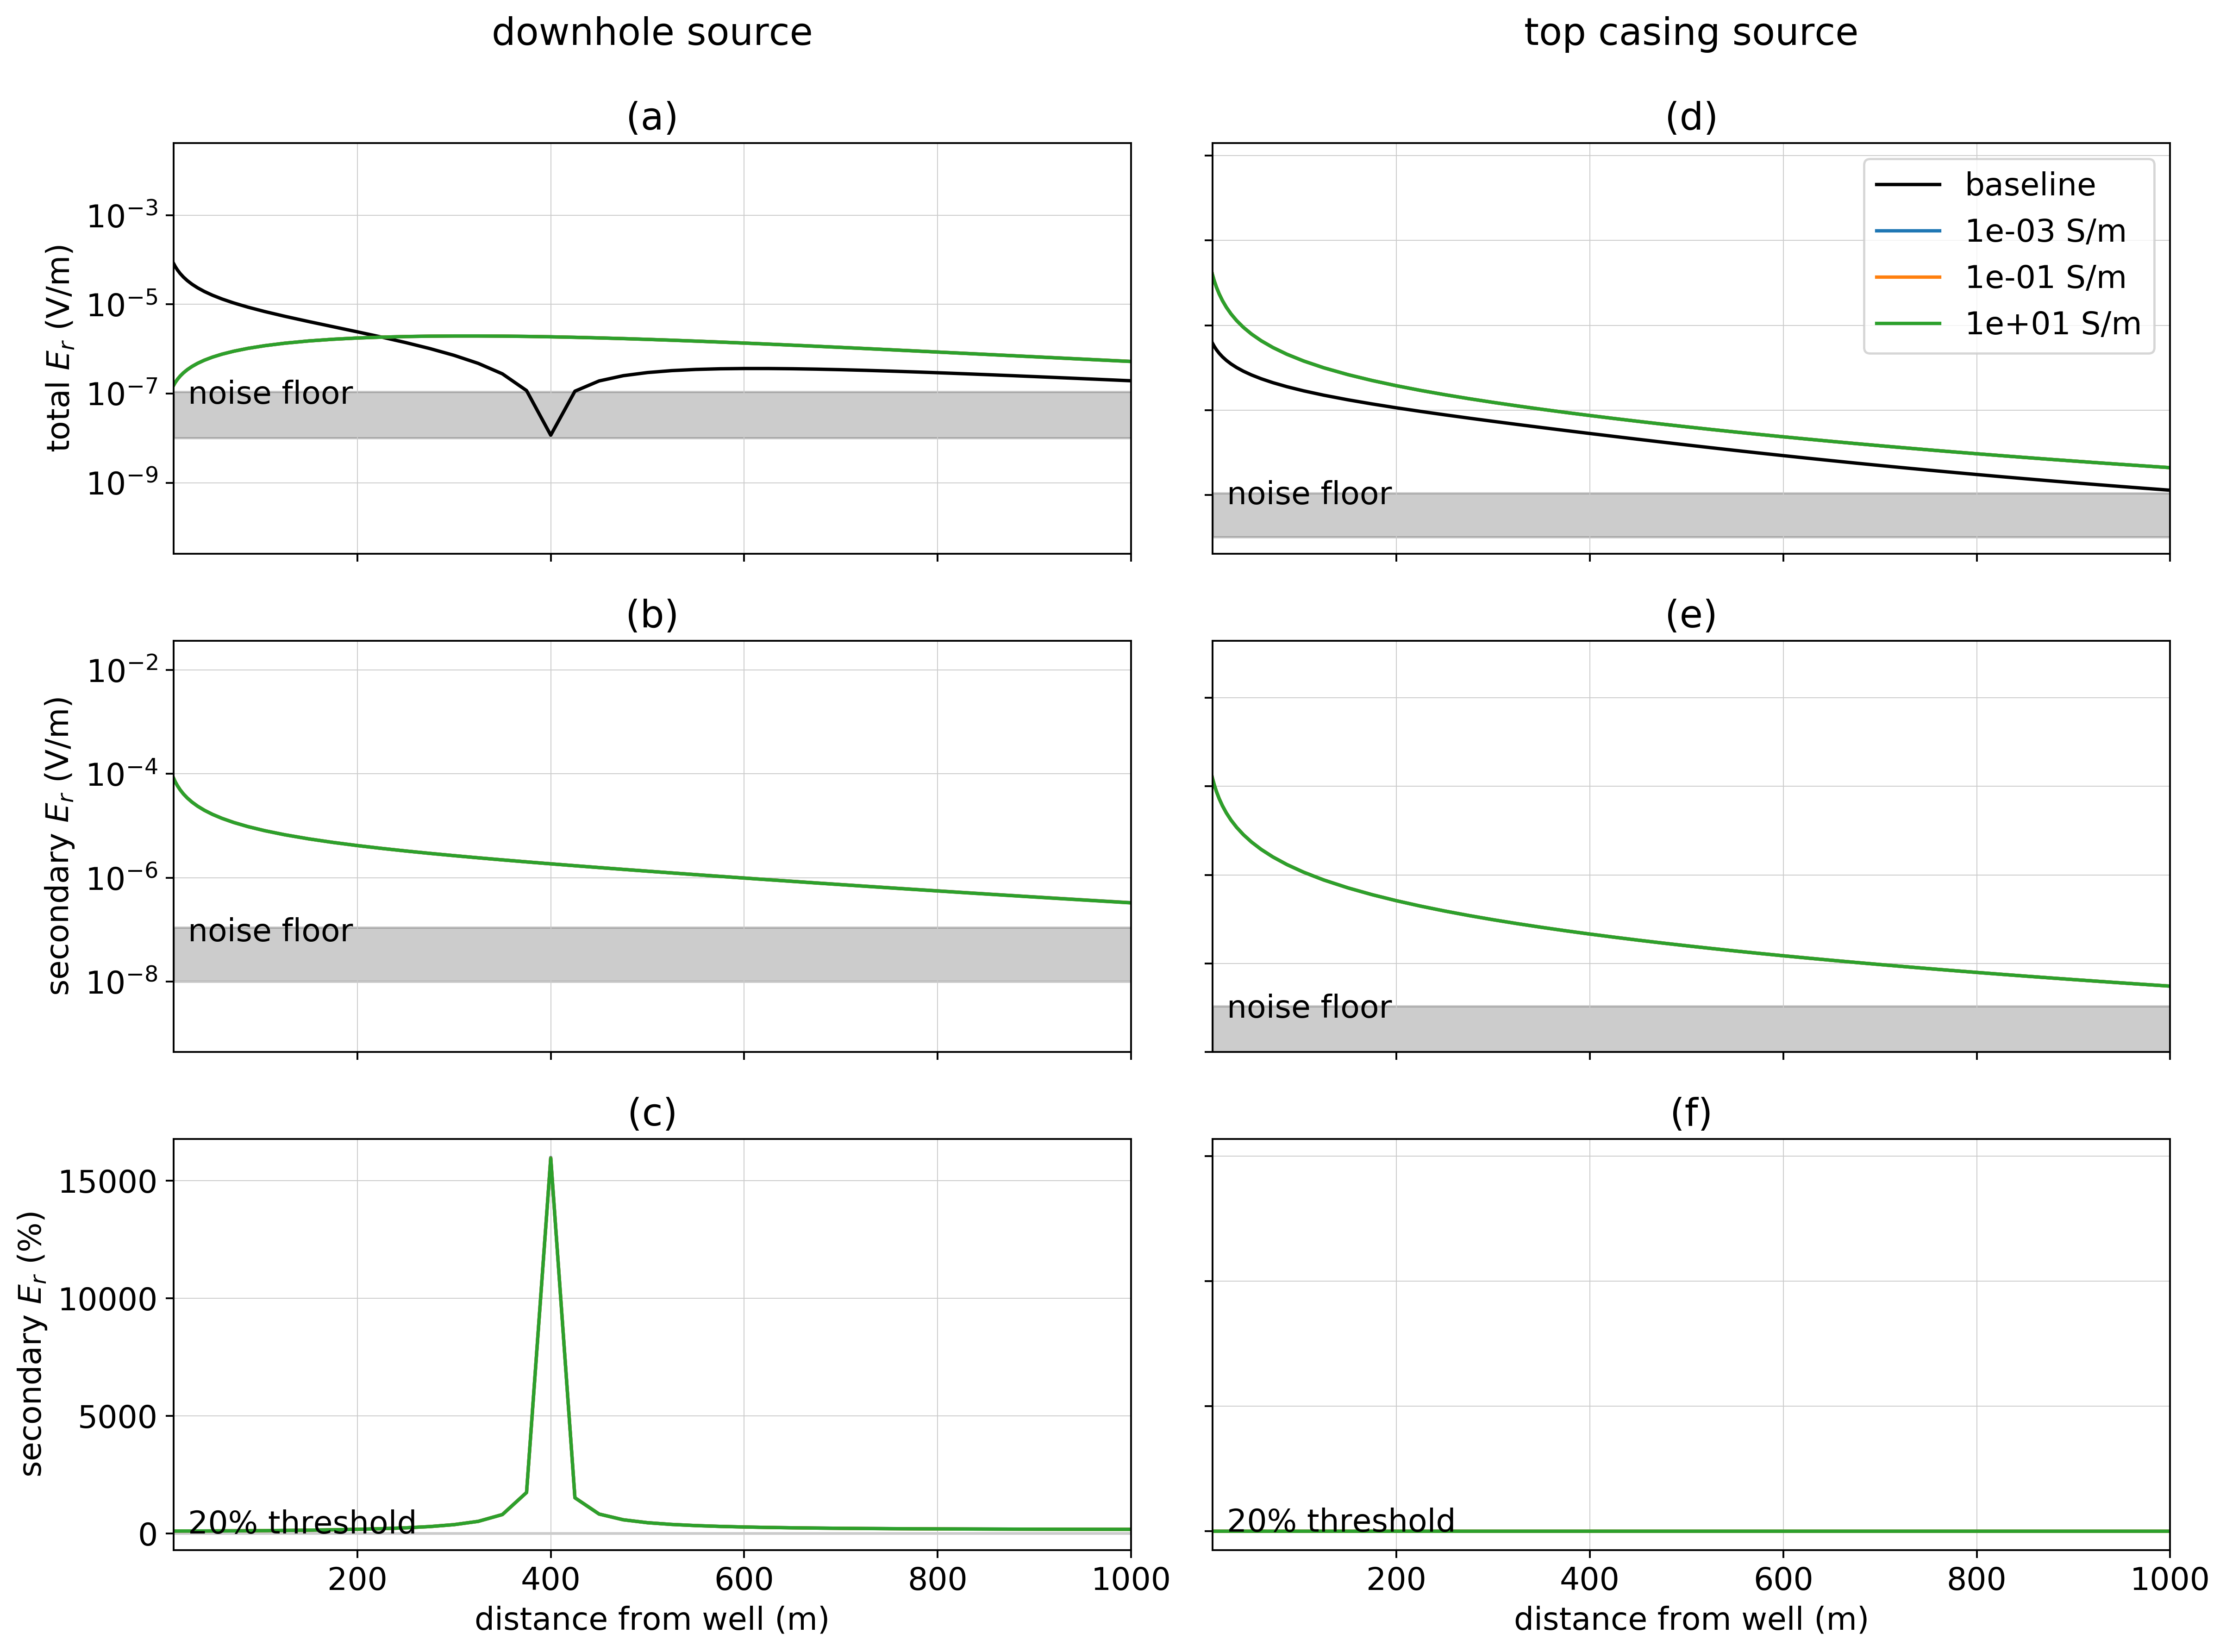 downhole source
top casing source
(a)
(d)
10⁻³
10⁻⁵
10⁻⁷
10⁻⁹
total Eᵣ (V/m)
noise floor
noise floor
baseline
1e-03 S/m
1e-01 S/m
1e+01 S/m
(b)
(e)
10⁻²
10⁻⁴
10⁻⁶
10⁻⁸
secondary Eᵣ (V/m)
noise floor
noise floor
(c)
(f)
15000
10000
5000
0
secondary Eᵣ (%)
20% threshold
20% threshold
200 400 600 800 1000
200 400 600 800 1000
distance from well (m)
distance from well (m)